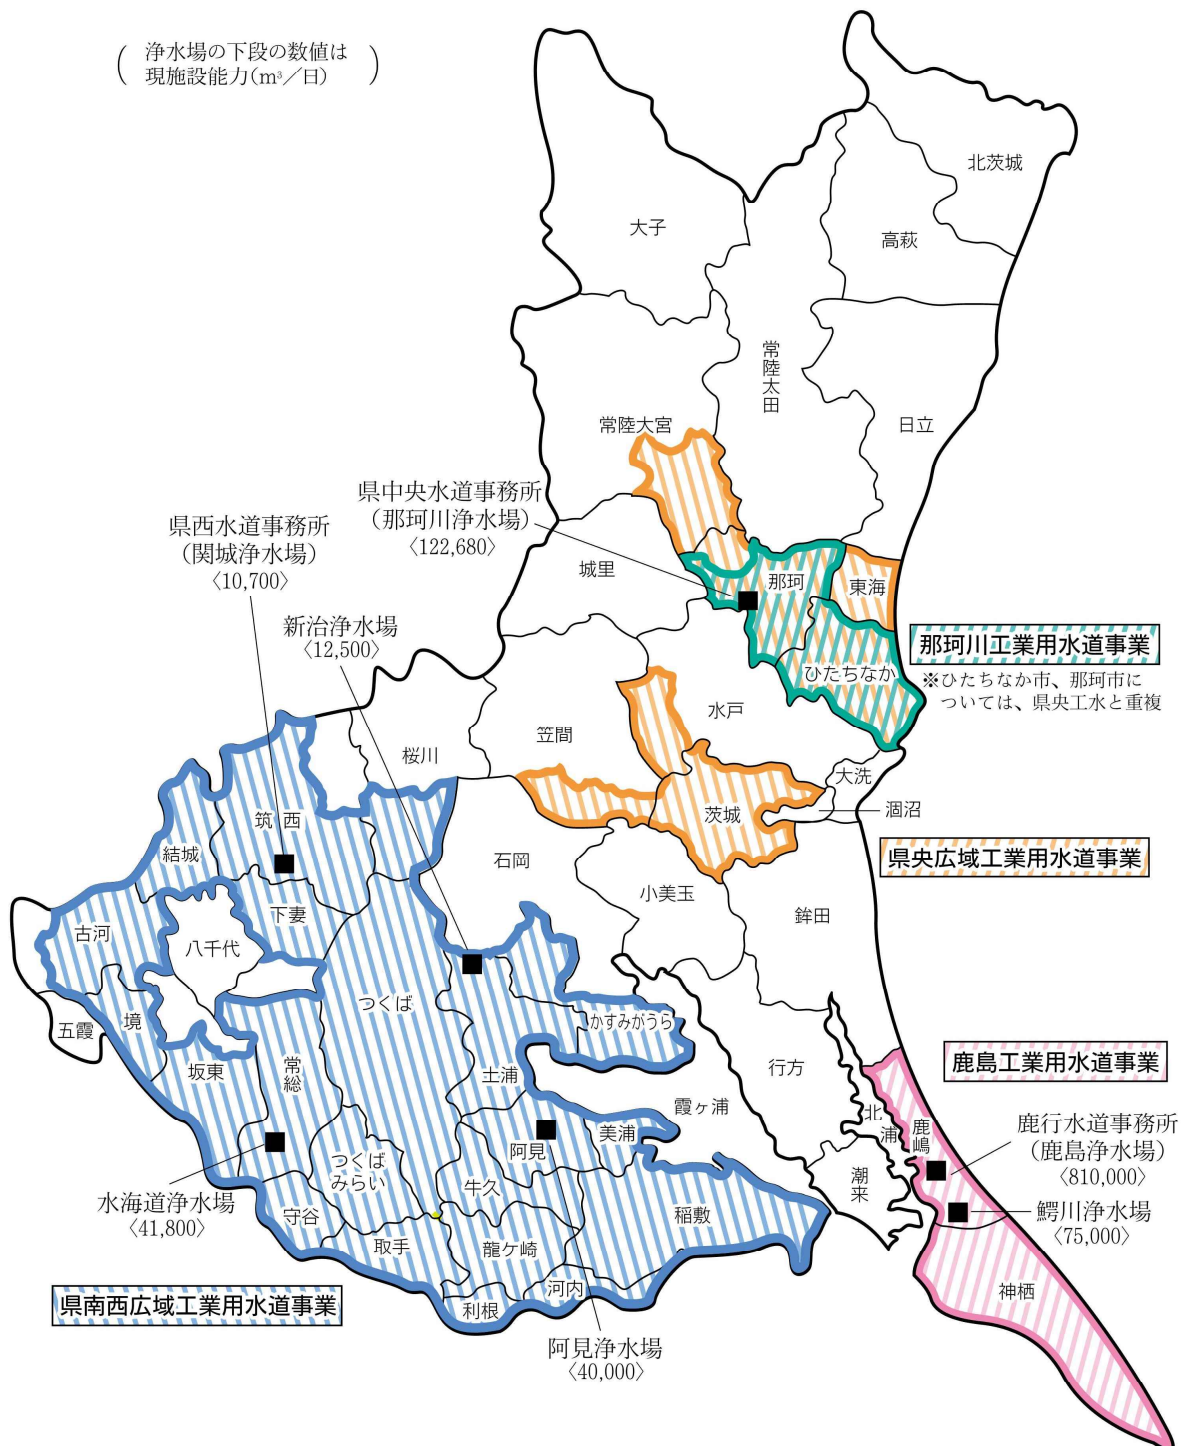 浄水場の下段の数値は
現施設能力(m³／日)
北茨城
大子
高萩
常陸太田
常陸大宮
日立
県中央水道事務所
(那珂川浄水場)
〈122,680〉
県西水道事務所
(関城浄水場)
〈10,700〉
城里
那珂
東海
新治浄水場
〈12,500〉
那珂川工業用水道事業
※ひたちなか市、那珂市に
ついては、県央工水と重複
ひたちなか
水戸
笠間
桜川
大洗
涸沼
茨城
筑西
結城
県央広域工業用水道事業
石岡
小美玉
鉾田
下妻
古河
八千代
つくば
かすみがうら
五霞
境
坂東
常総
土浦
行方
鹿島工業用水道事業
霞ヶ浦
北浦
鹿嶋
鹿行水道事務所
(鹿島浄水場)
〈810,000〉
美浦
阿見
つくば
みらい
牛久
潮来
水海道浄水場
〈41,800〉
守谷
稲敷
鰐川浄水場
〈75,000〉
取手
龍ケ崎
河内
利根
神栖
県南西広域工業用水道事業
阿見浄水場
〈40,000〉